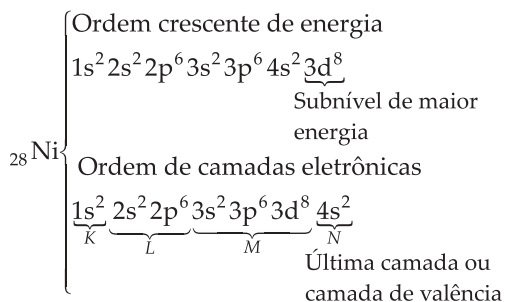 Ordem crescente de energia
1s² 2s² 2p⁶ 3s² 3p⁶ 4s² 3d⁸
Subnível de maior
energia
₂₈Ni
Ordem de camadas eletrônicas
1s² 2s² 2p⁶ 3s² 3p⁶ 3d⁸ 4s²
K L M N
Última camada ou
camada de valência